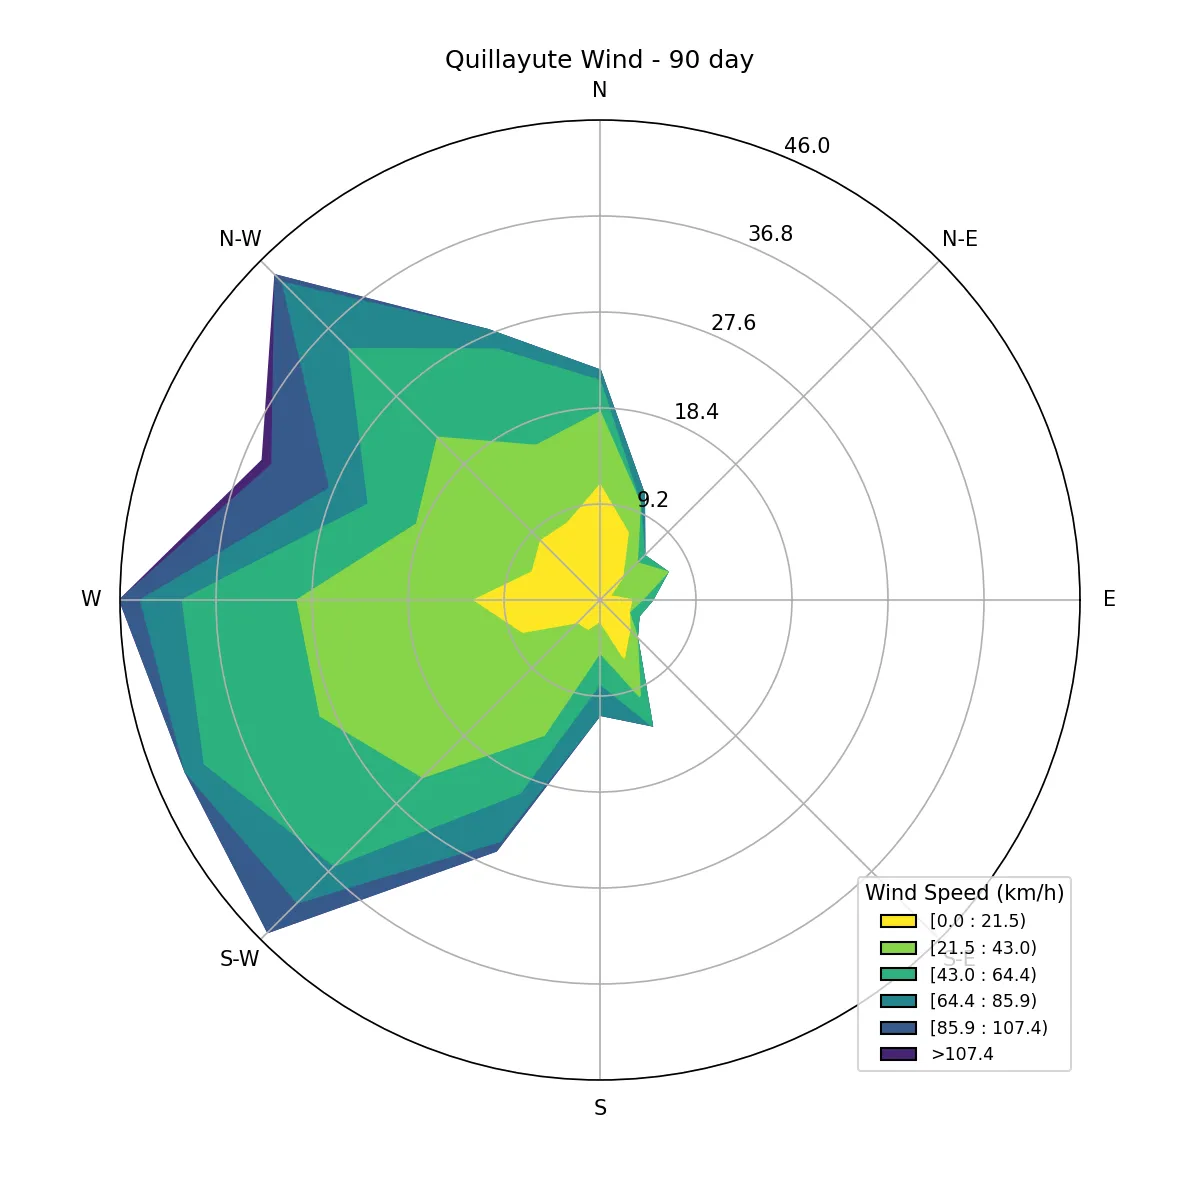 Quillayute Wind - 90 day
N
46.0
36.8
N-W
N-E
27.6
18.4
9.2
W
E
S-W
S-E
S
Wind Speed (km/h)
[0.0 : 21.5)
[21.5 : 43.0)
[43.0 : 64.4)
[64.4 : 85.9)
[85.9 : 107.4)
>107.4